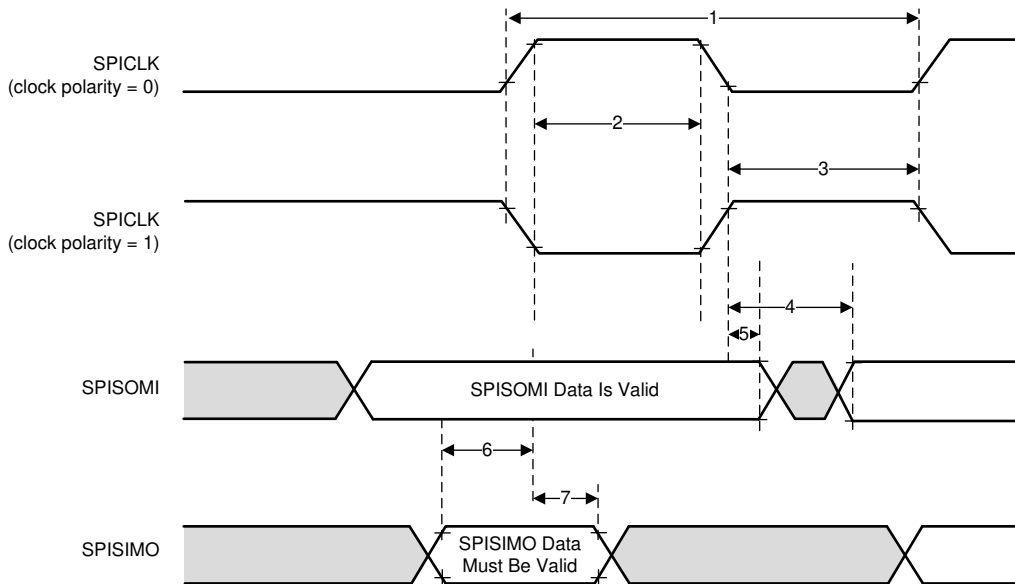 1
SPICLK
(clock polarity = 0)
2
3
SPICLK
(clock polarity = 1)
4
5
SPISOMI
SPISOMI Data Is Valid
6
7
SPISIMO
SPISIMO Data
Must Be Valid